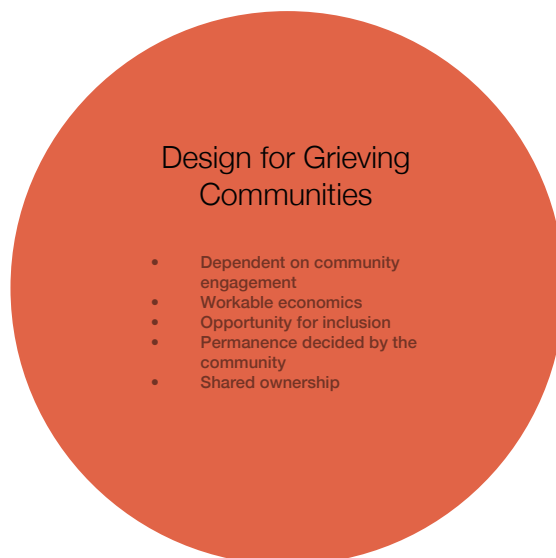 Design for Grieving
Communities
• Dependent on community
engagement
• Workable economics
• Opportunity for inclusion
• Permanence decided by the
community
• Shared ownership